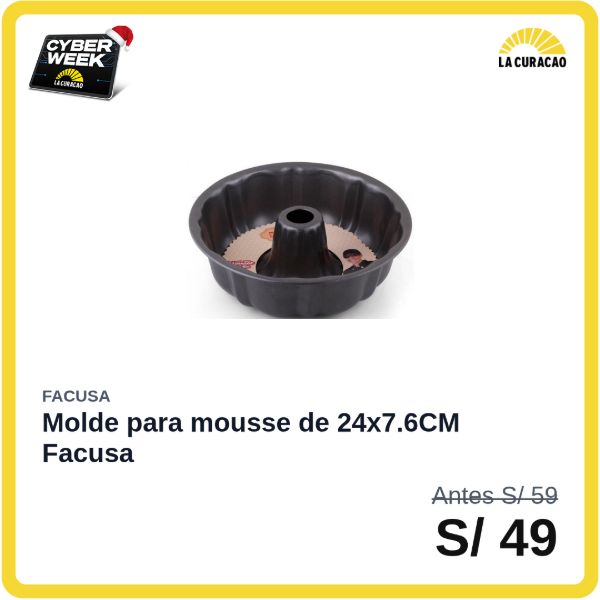 CYBER
WEEK
LA CURACAO
LA CURACAO
FACUSA
Molde para mousse de 24x7.6CM
Facusa
Antes S/ 59
S/ 49